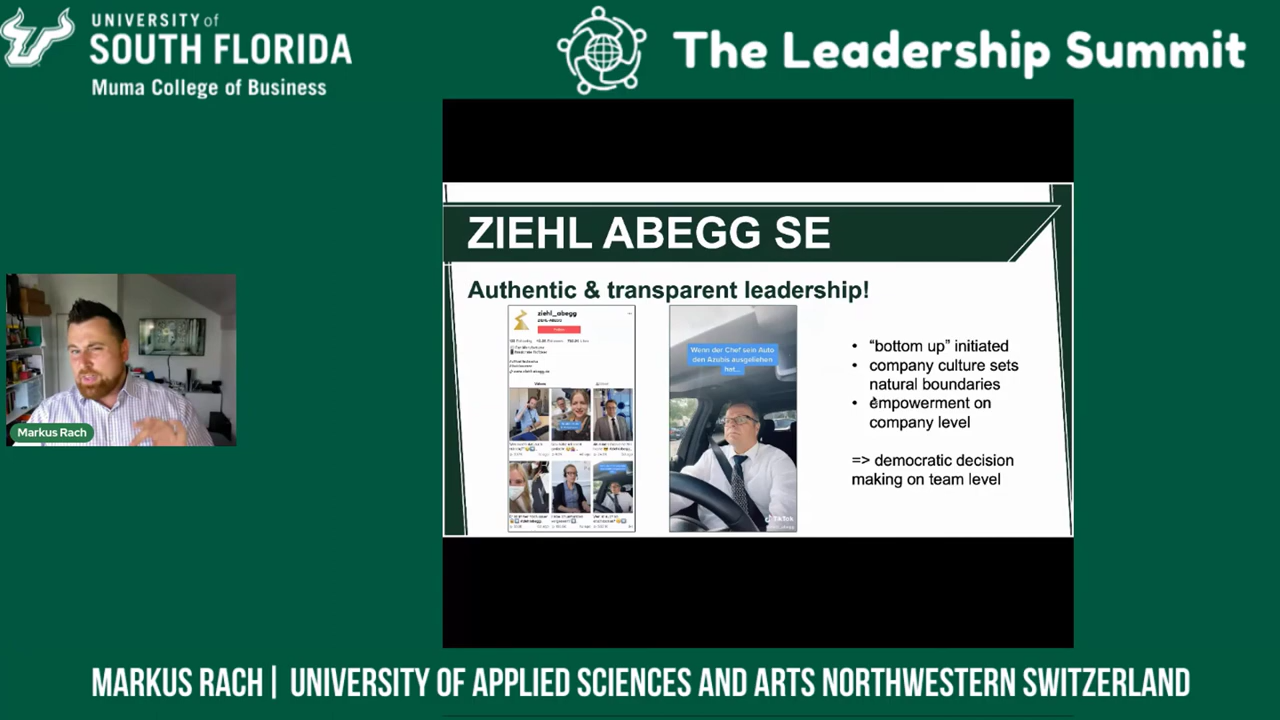 UNIVERSITY of
SOUTH FLORIDA
Muma College of Business
The Leadership Summit
ZIEHL ABEGG SE
Authentic & transparent leadership!
ziehl_abegg
Wenn der Chef sein Auto
den Azubis ausgeliehen
hat...
TikTok
• “bottom up” initiated
• company culture sets
natural boundaries
• empowerment on
company level
=> democratic decision
making on team level
Markus Rach
MARKUS RACH | UNIVERSITY OF APPLIED SCIENCES AND ARTS NORTHWESTERN SWITZERLAND